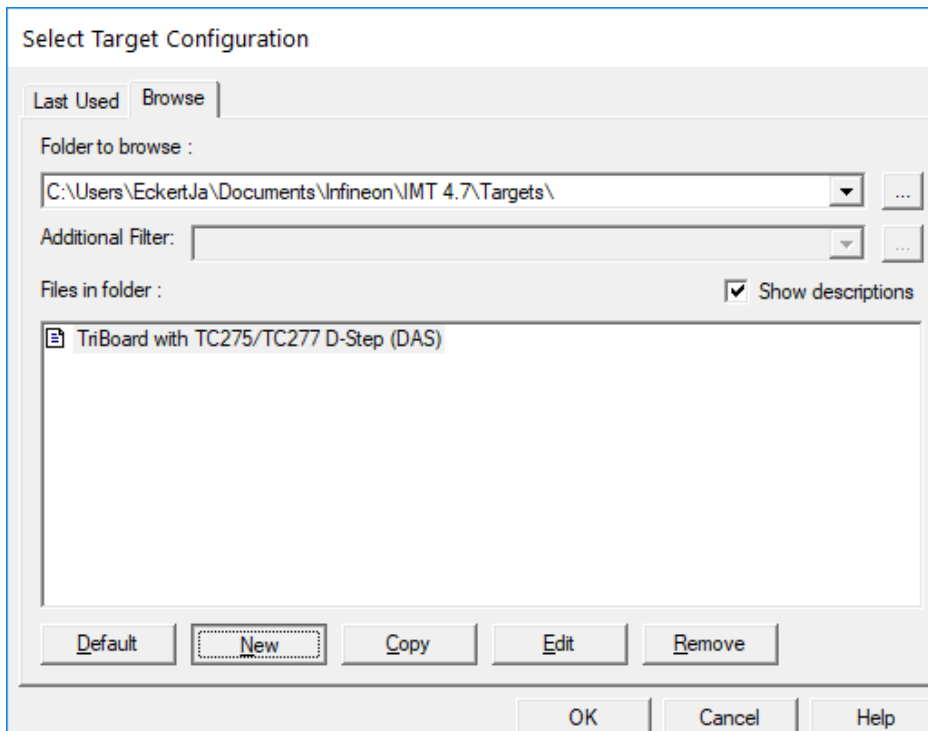 Select Target Configuration
Last Used Browse
Folder to browse :
C:\Users\EckertJa\Documents\Infineon\IMT 4.7\Targets\ ...
Additional Filter: ...
Files in folder : Show descriptions
TriBoard with TC275/TC277 D-Step (DAS)
Default New Copy Edit Remove
OK Cancel Help